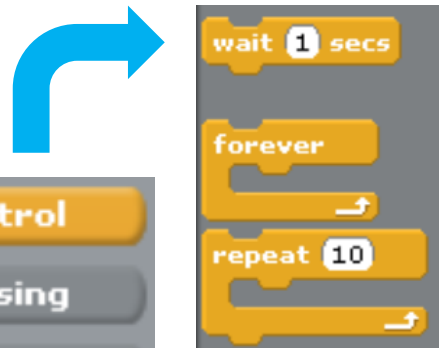 wait 1 secs
forever
repeat 10
trol
sing